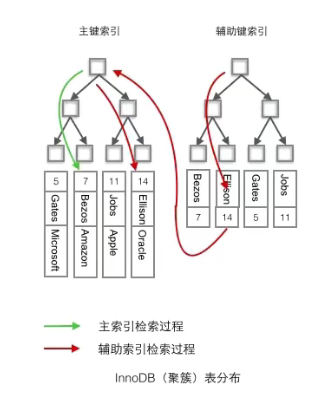 主键索引
辅助键索引
5
Gates
Microsoft
7
Bezos
Amazon
11
Jobs
Apple
14
Ellison
Oracle
Bezos
7
Ellison
14
Gates
5
Jobs
11
主索引检索过程
辅助索引检索过程
InnoDB（聚簇）表分布